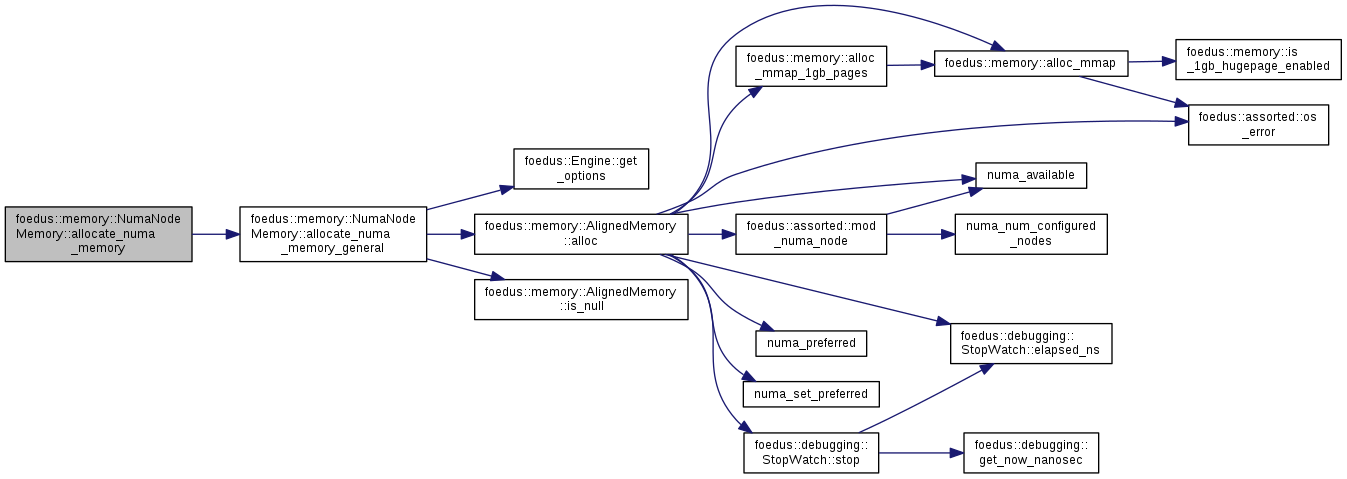 foedus::memory::NumaNode
Memory::allocate_numa
_memory
foedus::memory::NumaNode
Memory::allocate_numa
_memory_general
foedus::Engine::get
_options
foedus::memory::AlignedMemory
::alloc
foedus::memory::AlignedMemory
::is_null
foedus::memory::alloc
_mmap_1gb_pages
foedus::memory::alloc_mmap
foedus::memory::is
_1gb_hugepage_enabled
foedus::assorted::os
_error
numa_available
foedus::assorted::mod
_numa_node
numa_num_configured
_nodes
foedus::debugging::
StopWatch::elapsed_ns
numa_preferred
numa_set_preferred
foedus::debugging::
StopWatch::stop
foedus::debugging::
get_now_nanosec